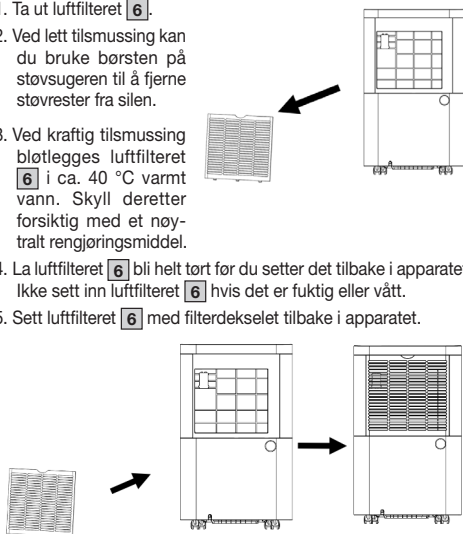 1. Ta ut luftfilteret 6.
2. Ved lett tilsmussing kan
du bruke børsten på
støvsugeren til å fjerne
støvrester fra silen.
3. Ved kraftig tilsmussing
bløtlegges luftfilteret
6 i ca. 40 °C varmt
vann. Skyll deretter
forsiktig med et nøy-
tralt rengjøringsmiddel.
4. La luftfilteret 6 bli helt tørt før du setter det tilbake i apparatet
Ikke sett inn luftfilteret 6 hvis det er fuktig eller vått.
5. Sett luftfilteret 6 med filterdekselet tilbake i apparatet.